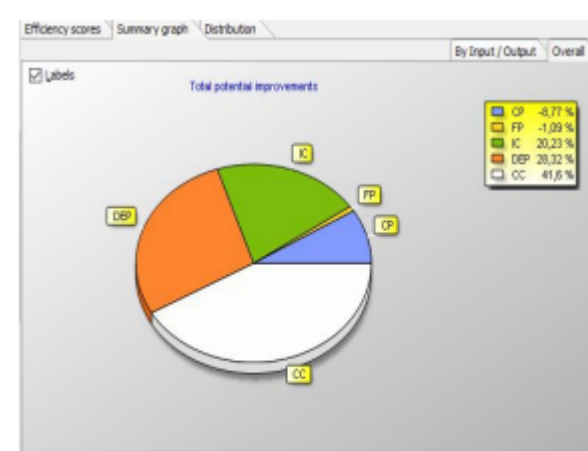 Efficiency scores Summary graph Distribution
By Input / Output Overall
Labels
Total potential improvements
CP -8,77 %
FP -1,09 %
IC 20,23 %
DEP 28,32 %
CC 41,6 %
IC
FP
DEP
CP
CC